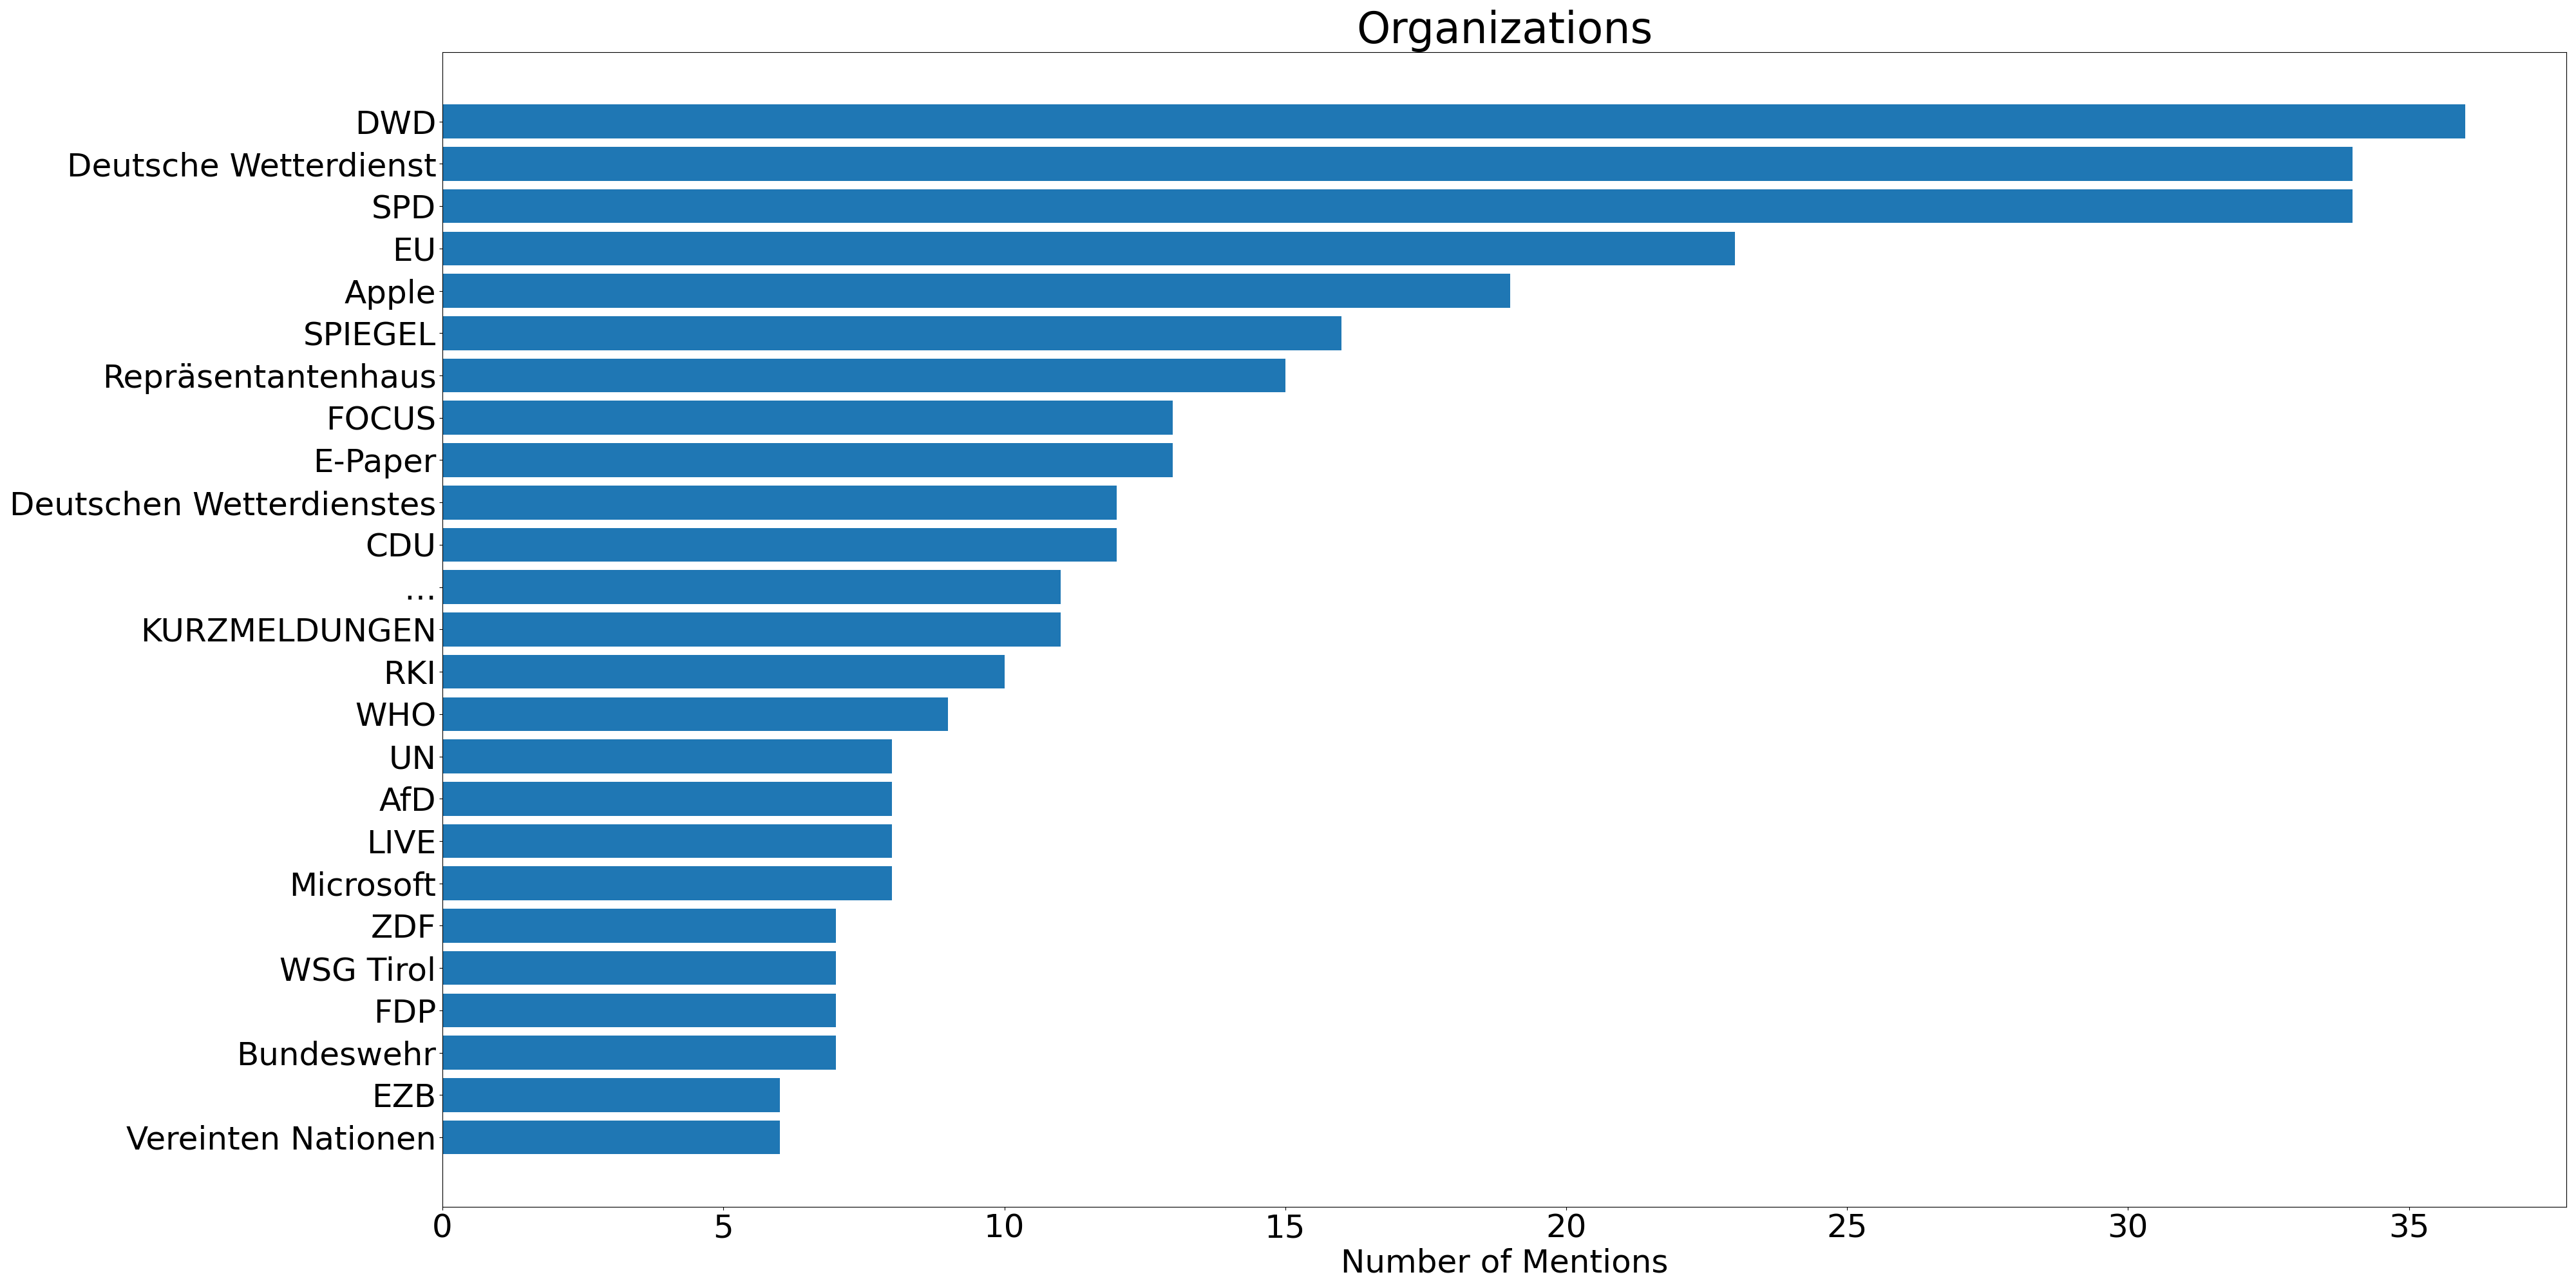 Organizations
DWD
Deutsche Wetterdienst
SPD
EU
Apple
SPIEGEL
Repräsentantenhaus
FOCUS
E-Paper
Deutschen Wetterdienstes
CDU
...
KURZMELDUNGEN
RKI
WHO
UN
AfD
LIVE
Microsoft
ZDF
WSG Tirol
FDP
Bundeswehr
EZB
Vereinten Nationen
0 5 10 15 20 25 30 35
Number of Mentions